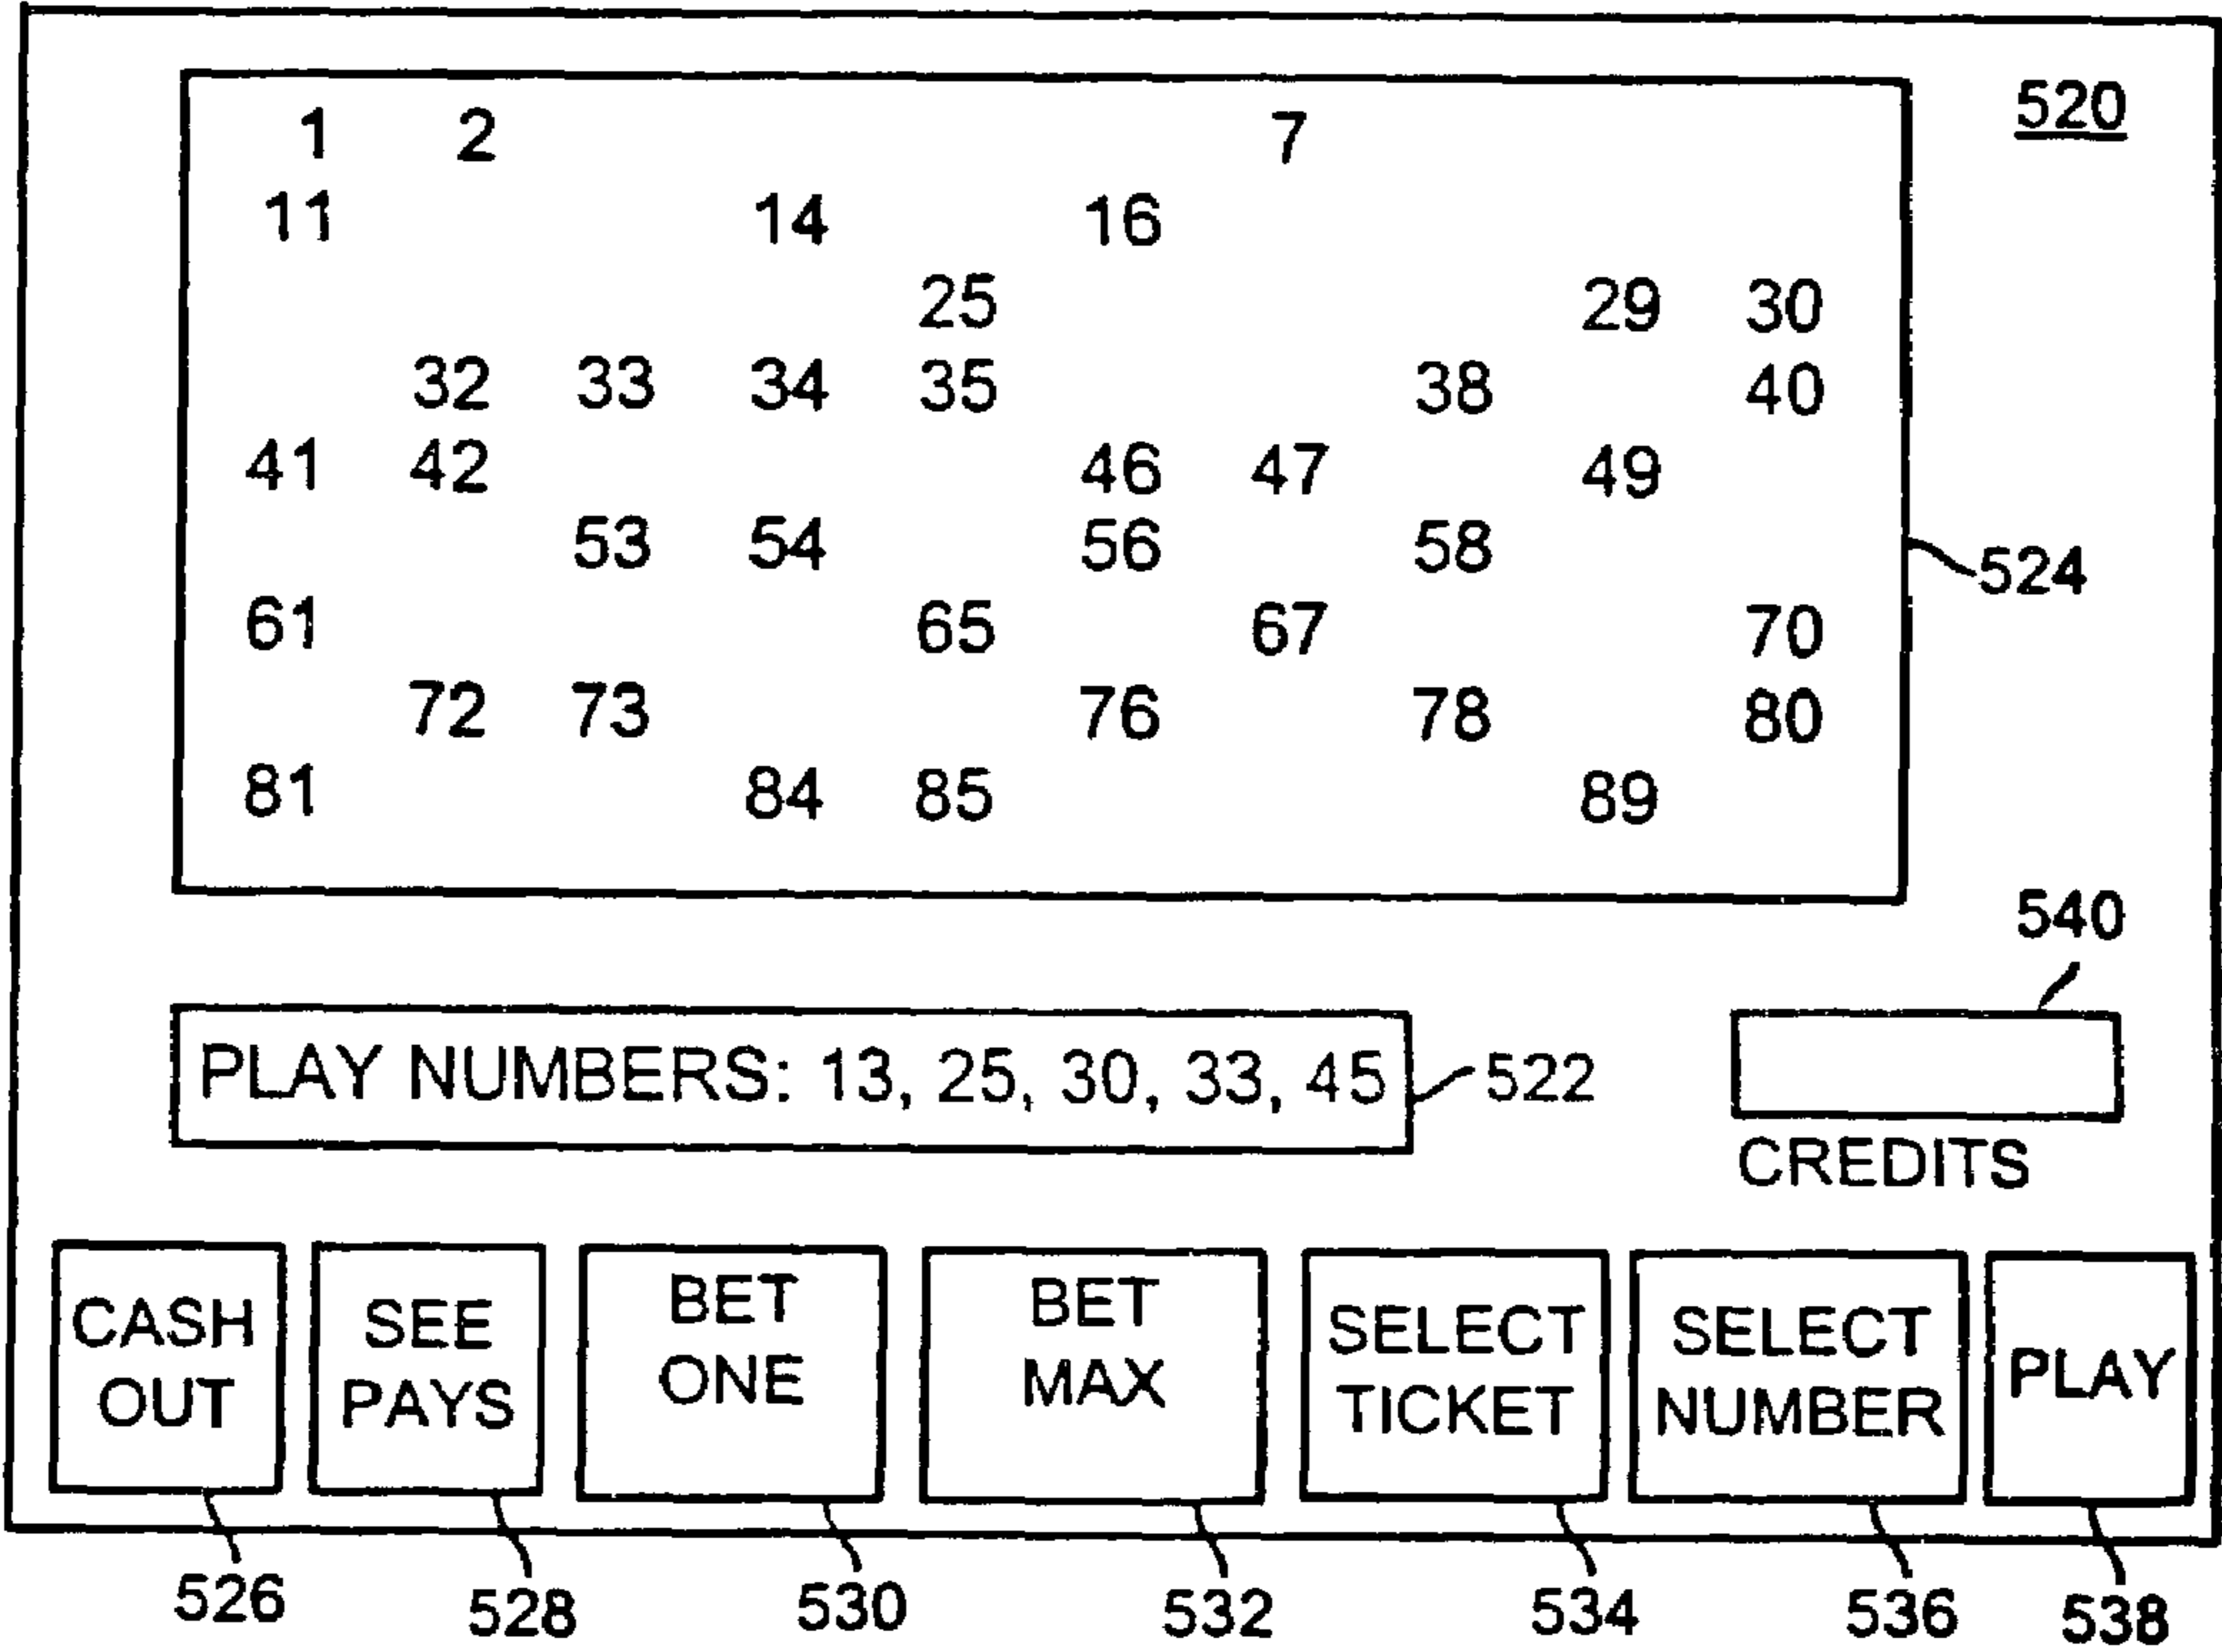 520
1 2 7
11 14 16
25 29 30
32 33 34 35 38 40
41 42 46 47 49
53 54 56 58
524
61 65 67 70
72 73 76 78 80
81 84 85 89
540
PLAY NUMBERS: 13, 25, 30, 33, 45
522
CREDITS
CASH
OUT
SEE
PAYS
BET
ONE
BET
MAX
SELECT
TICKET
SELECT
NUMBER
PLAY
526 528 530 532 534 536 538